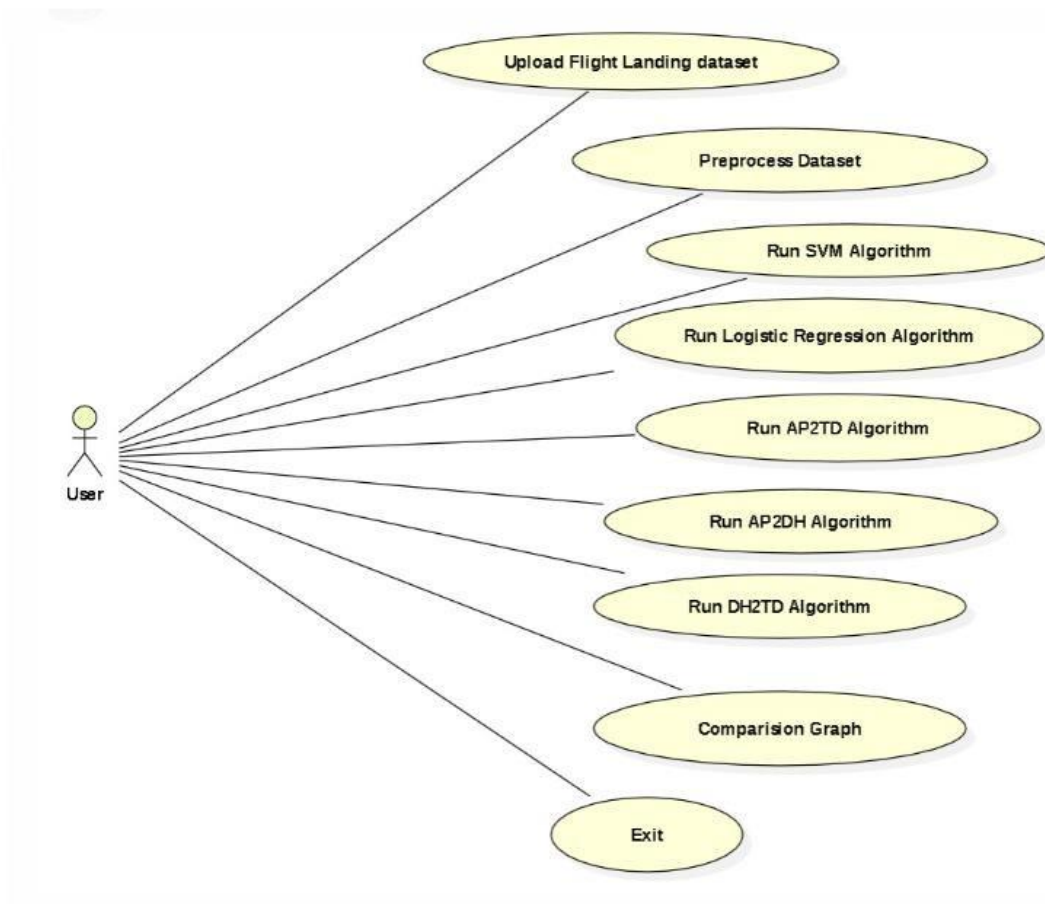 Upload Flight Landing dataset
Preprocess Dataset
Run SVM Algorithm
Run Logistic Regression Algorithm
Run AP2TD Algorithm
User
Run AP2DH Algorithm
Run DH2TD Algorithm
Comparision Graph
Exit